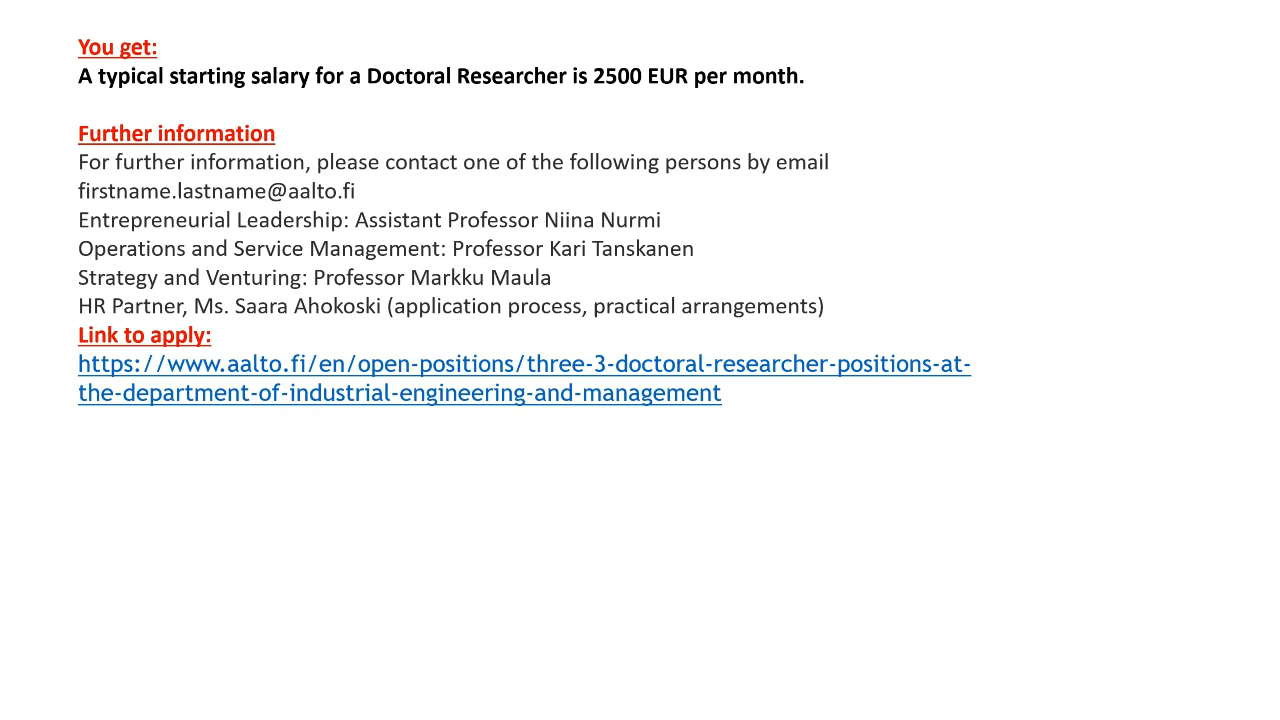 You get:
A typical starting salary for a Doctoral Researcher is 2500 EUR per month.
Further information
For further information, please contact one of the following persons by email
firstname.lastname@aalto.fi
Entrepreneurial Leadership: Assistant Professor Niina Nurmi
Operations and Service Management: Professor Kari Tanskanen
Strategy and Venturing: Professor Markku Maula
HR Partner, Ms. Saara Ahokoski (application process, practical arrangements)
Link to apply:
https://www.aalto.fi/en/open-positions/three-3-doctoral-researcher-positions-at-
the-department-of-industrial-engineering-and-management